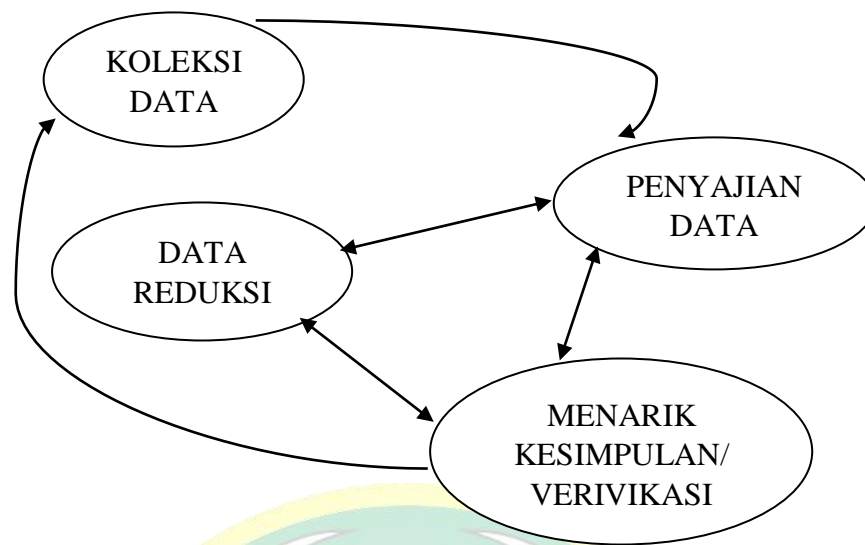 KOLEKSI
DATA
PENYAJIAN
DATA
DATA
REDUKSI
MENARIK
KESIMPULAN/
VERIVIKASI